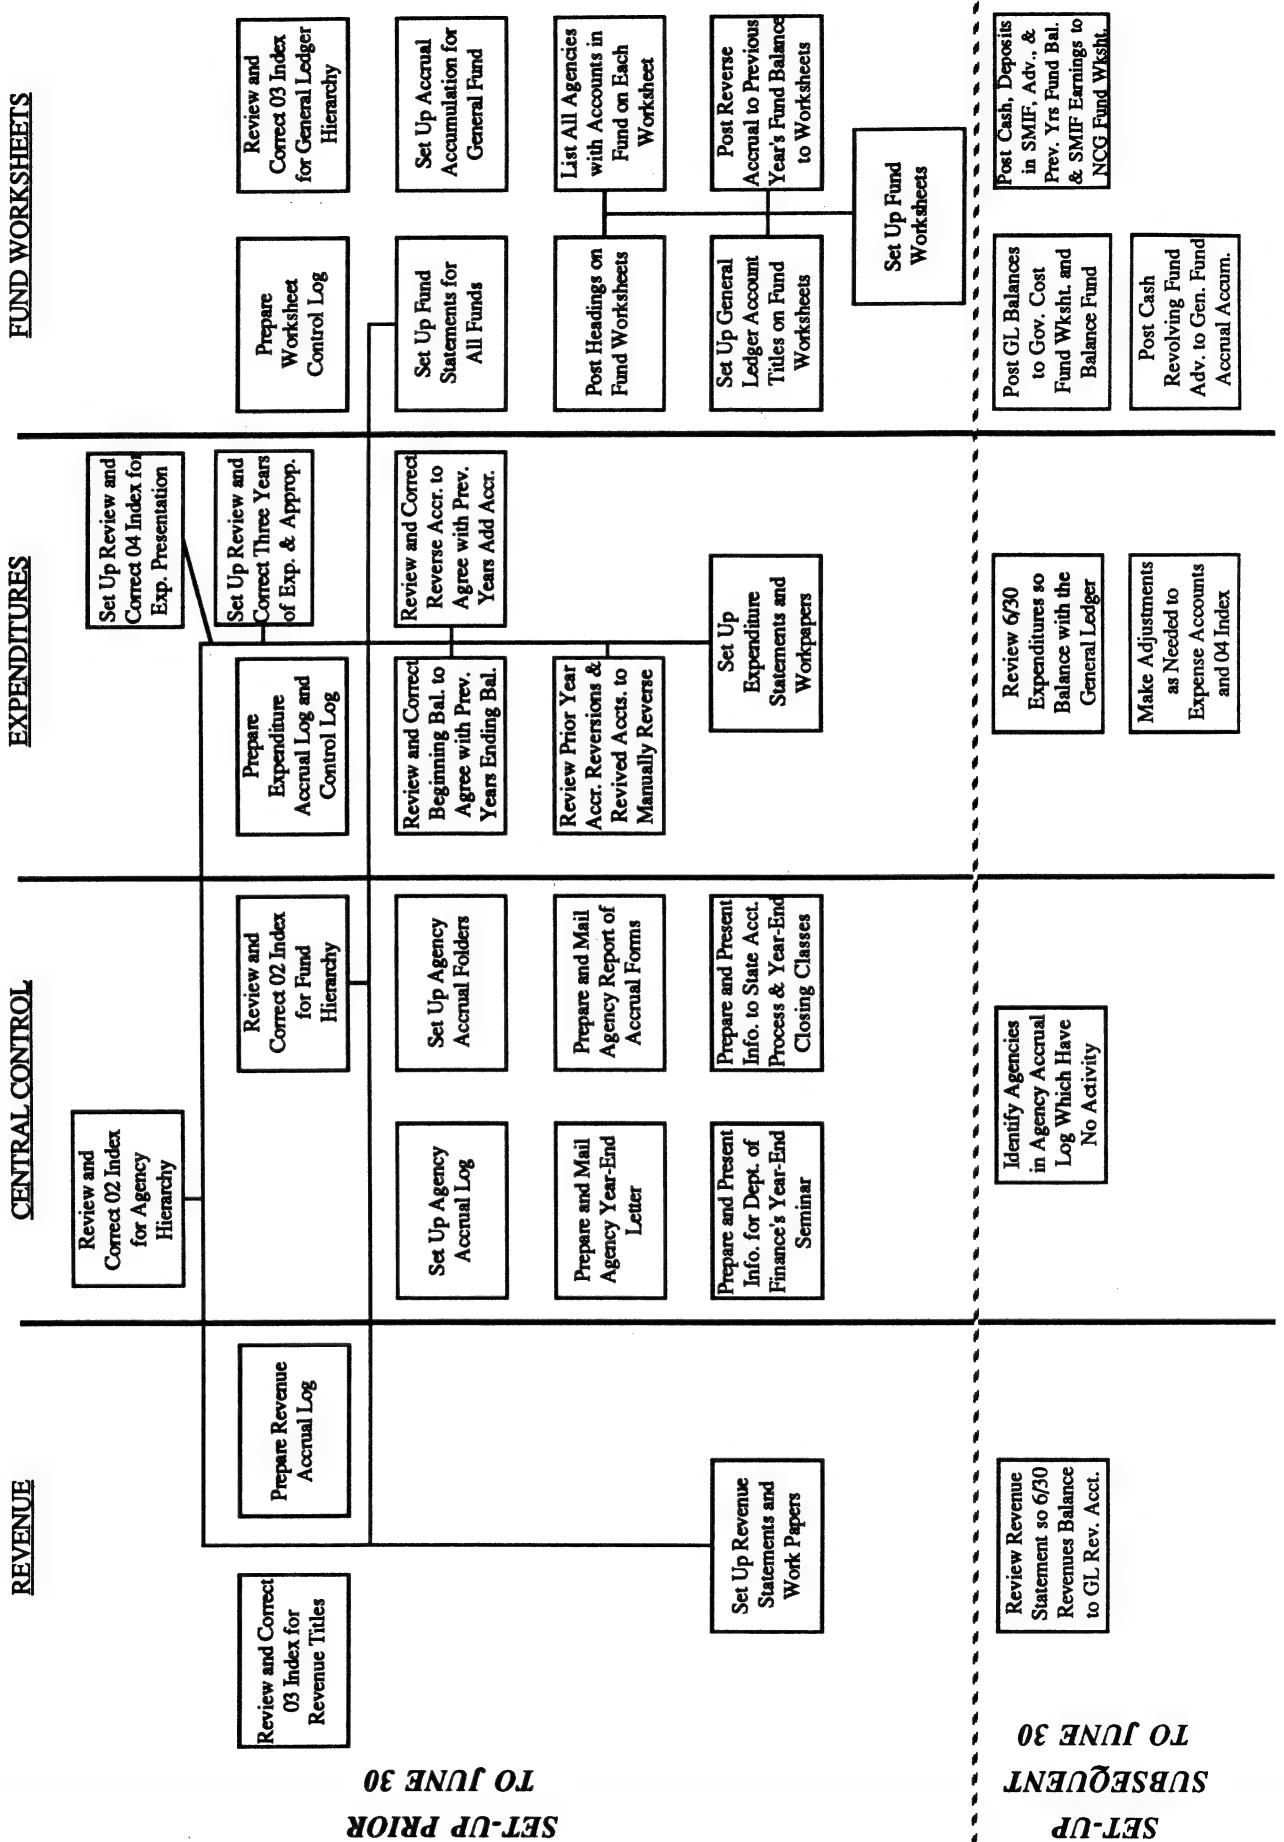 REVENUE
CENTRAL CONTROL
EXPENDITURES
FUND WORKSHEETS
SET-UP PRIOR
TO JUNE 30
Review and Correct
03 Index for
Revenue Titles
Prepare Revenue
Accrual Log
Set Up Revenue
Statements and
Work Papers
Review and
Correct 02 Index
for Agency
Hierarchy
Review and
Correct 02 Index
for Fund
Hierarchy
Set Up Agency
Accrual Log
Set Up Agency
Accrual Folders
Prepare and Mail
Agency Year-End
Letter
Prepare and Mail
Agency Report of
Accrual Forms
Prepare and Present
Info. for Dept. of
Finance's Year-End
Seminar
Prepare and Present
Info. to State Acct.
Process & Year-End
Closing Classes
Set Up Review and
Correct 04 Index for
Exp. Presentation
Prepare
Expenditure
Accrual Log and
Control Log
Set Up Review and
Correct Three Years
of Exp. & Approp.
Review and Correct
Beginning Bal. to
Agree with Prev.
Years Ending Bal.
Review and Correct
Reverse Accr. to
Agree with Prev.
Years Add Accr.
Review Prior Year
Accr. Reversions &
Revived Accts. to
Manually Reverse
Set Up
Expenditure
Statements and
Workpapers
Prepare
Worksheet
Control Log
Review and
Correct 03 Index
for General Ledger
Hierarchy
Set Up Fund
Statements for
All Funds
Set Up Accrual
Accumulation for
General Fund
Post Headings on
Fund Worksheets
List All Agencies
with Accounts in
Fund on Each
Worksheet
Set Up General
Ledger Account
Titles on Fund
Worksheets
Post Reverse
Accrual to Previous
Year's Fund Balance
to Worksheets
Set Up Fund
Worksheets
SET-UP
SUBSEQUENT
TO JUNE 30
Review Revenue
Statement so 6/30
Revenues Balance
to GL Rev. Acct.
Identify Agencies
in Agency Accrual
Log Which Have
No Activity
Review 6/30
Expenditures so
Balance with the
General Ledger
Make Adjustments
as Needed to
Expense Accounts
and 04 Index
Post GL Balances
to Gov. Cost
Fund Wksht. and
Balance Fund
Post Cash, Deposits
in SMIF, Adv., &
Prev. Yrs Fund Bal.
& SMIF Earnings to
NCG Fund Wksht.
Post Cash
Revolving Fund
Adv. to Gen. Fund
Accrual Accum.